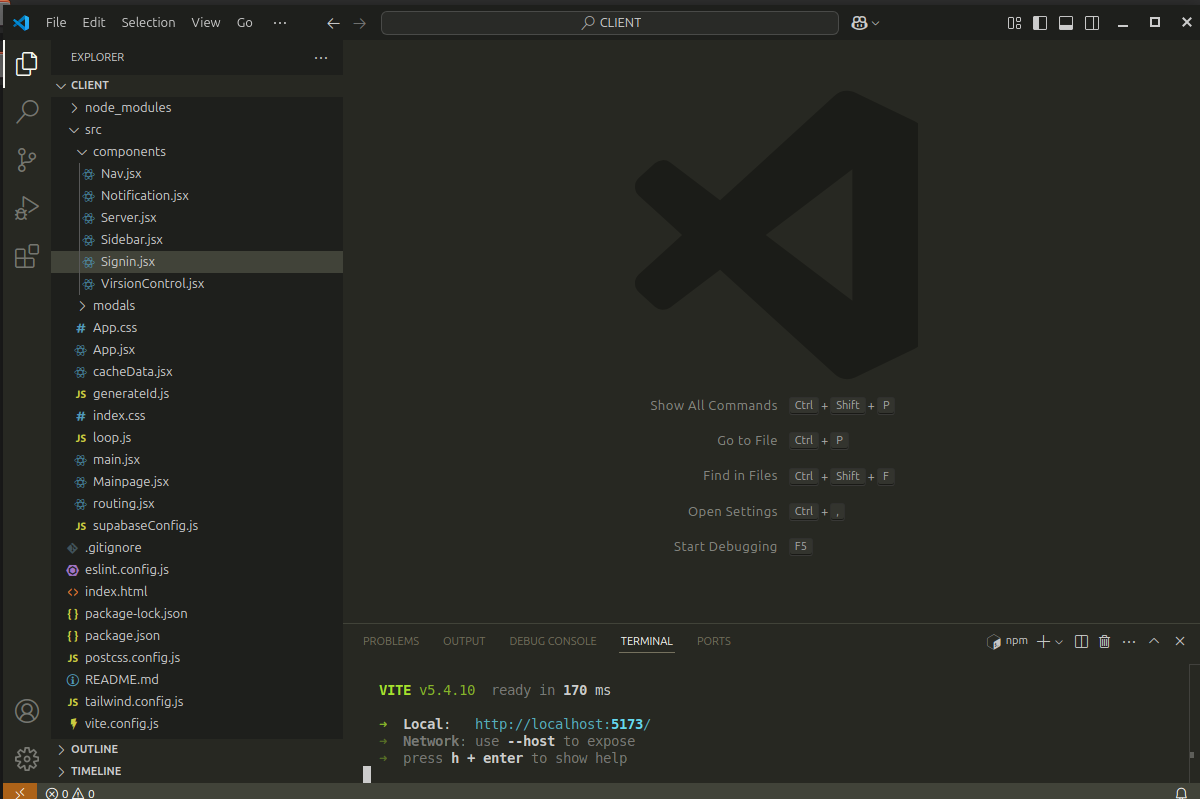 File Edit Selection View Go ··· CLIENT
EXPLORER ···
CLIENT
node_modules
src
components
Nav.jsx
Notification.jsx
Server.jsx
Sidebar.jsx
Signin.jsx
VirsionControl.jsx
modals
# App.css
App.jsx
cacheData.jsx
JS generateId.js
# index.css
JS loop.js
main.jsx
Mainpage.jsx
routing.jsx
JS supabaseConfig.js
.gitignore
eslint.config.js
<> index.html
{} package-lock.json
{} package.json
JS postcss.config.js
README.md
JS tailwind.config.js
vite.config.js
OUTLINE
TIMELINE
Show All Commands Ctrl + Shift + P
Go to File Ctrl + P
Find in Files Ctrl + Shift + F
Open Settings Ctrl + ,
Start Debugging F5
PROBLEMS OUTPUT DEBUG CONSOLE TERMINAL PORTS npm ···
VITE v5.4.10 ready in 170 ms
➜ Local: http://localhost:5173/
➜ Network: use --host to expose
➜ press h + enter to show help
0 0